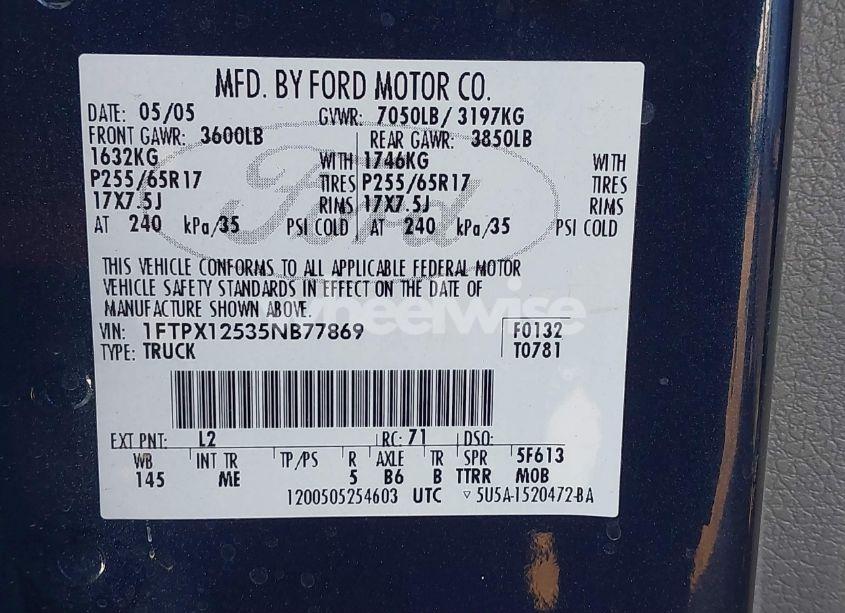 MFD. BY FORD MOTOR CO.
DATE: 05/05 GVWR: 7050LB/ 3197KG
FRONT GAWR: 3600LB REAR GAWR: 3850LB
1632KG WITH 1746KG WITH
P255/65R17 TIRES P255/65R17 TIRES
17X7.5J RIMS 17X7.5J RIMS
AT 240 kPa/35 PSI COLD AT 240 kPa/35 PSI COLD
Ford
THIS VEHICLE CONFORMS TO ALL APPLICABLE FEDERAL MOTOR
VEHICLE SAFETY STANDARDS IN EFFECT ON THE DATE OF
MANUFACTURE SHOWN ABOVE.
wheelwise
VIN: 1FTPX12535NB77869 F0132
TYPE: TRUCK T0781
EXT PNT: L2 RC: 71 DSO:
WB INT TR TP/PS R AXLE TR SPR 5F613
145 ME 5 B6 B TTRR MOB
1200505254603 UTC ▿ 5U5A-1520472-BA